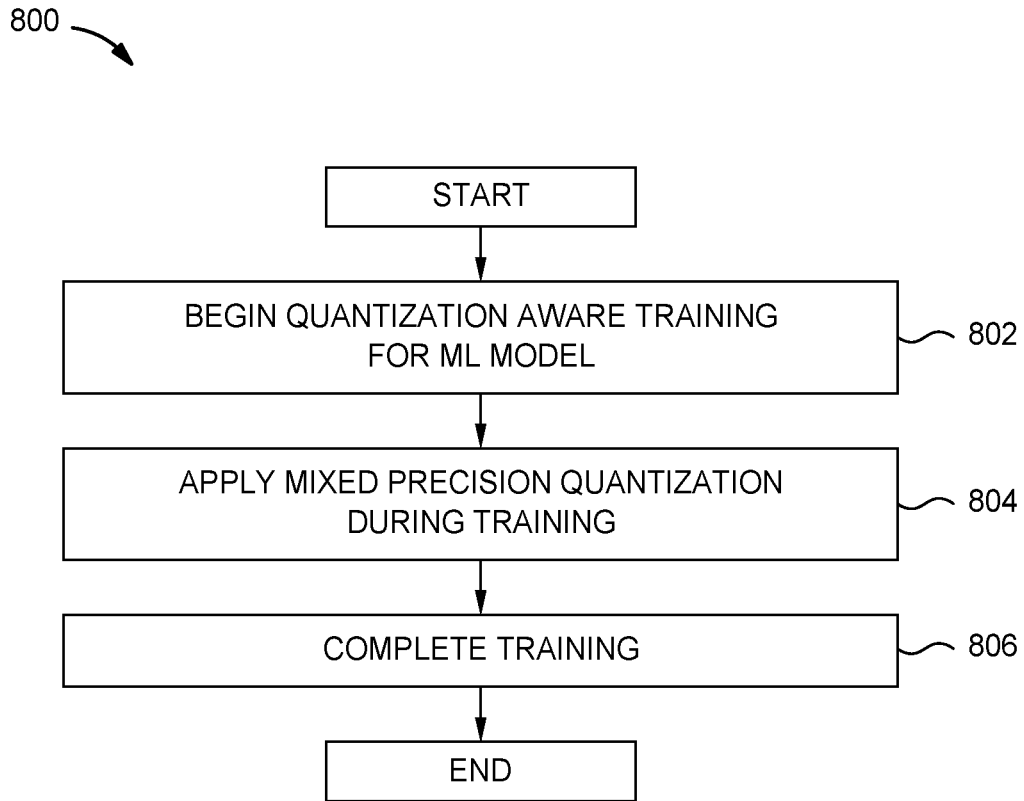 800
START
BEGIN QUANTIZATION AWARE TRAINING
FOR ML MODEL
802
APPLY MIXED PRECISION QUANTIZATION
DURING TRAINING
804
COMPLETE TRAINING
806
END